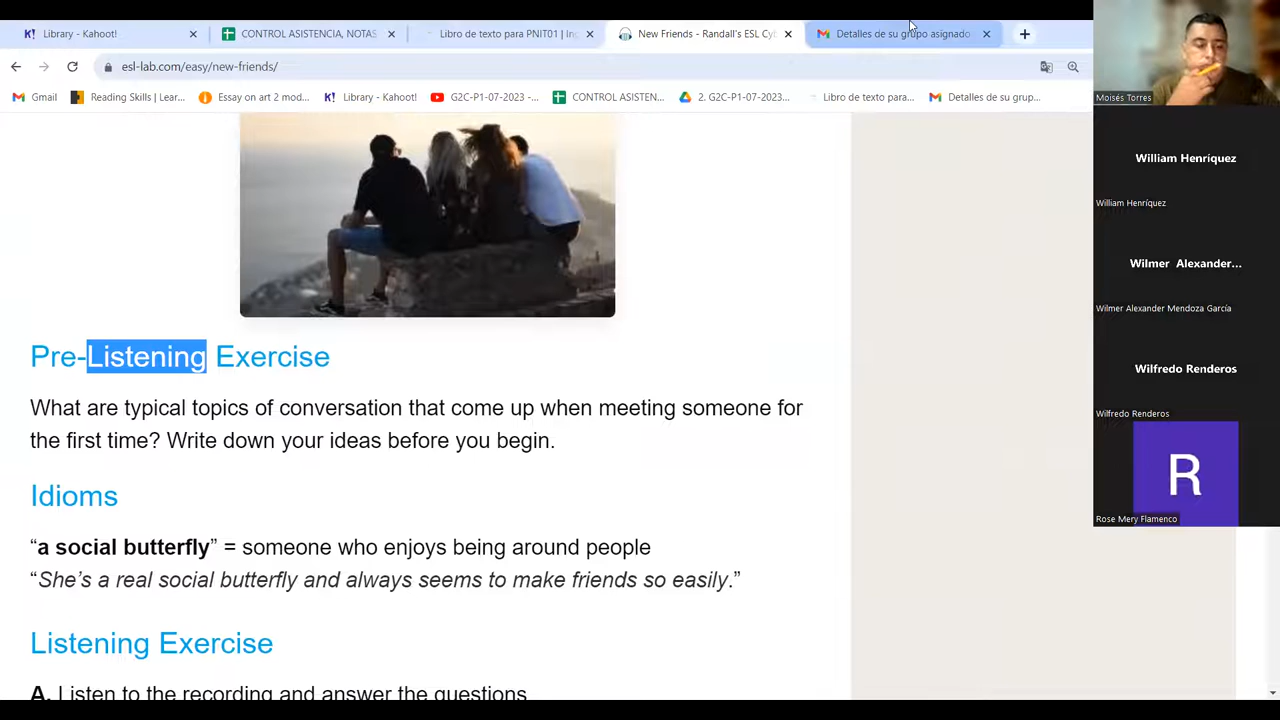 Library - Kahoot!
CONTROL ASISTENCIA, NOTAS
Libro de texto para PNIT01 | Ing
New Friends - Randall's ESL Cyb
Detalles de su grupo asignado
esl-lab.com/easy/new-friends/
Gmail
Reading Skills | Lear...
Essay on art 2 mod...
Library - Kahoot!
G2C-P1-07-2023 -...
CONTROL ASISTEN...
2. G2C-P1-07-2023...
Libro de texto para...
Detalles de su grup...
Moisés Torres
William Henríquez
William Henríquez
Wilmer Alexander...
Wilmer Alexander Mendoza García
Wilfredo Renderos
Wilfredo Renderos
R
Rose Mery Flamenco
Pre-Listening Exercise
What are typical topics of conversation that come up when meeting someone for
the first time? Write down your ideas before you begin.
Idioms
“a social butterfly” = someone who enjoys being around people
“She’s a real social butterfly and always seems to make friends so easily.”
Listening Exercise
A. Listen to the recording and answer the questions